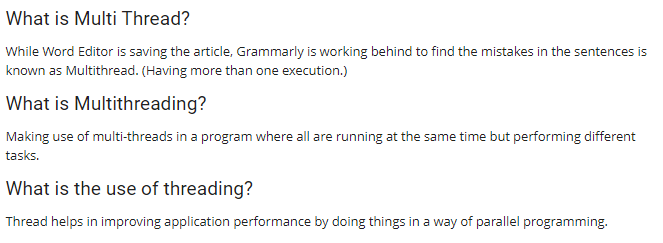 What is Multi Thread?
While Word Editor is saving the article, Grammarly is working behind to find the mistakes in the sentences is
known as Multithread. (Having more than one execution.)
What is Multithreading?
Making use of multi-threads in a program where all are running at the same time but performing different
tasks.
What is the use of threading?
Thread helps in improving application performance by doing things in a way of parallel programming.